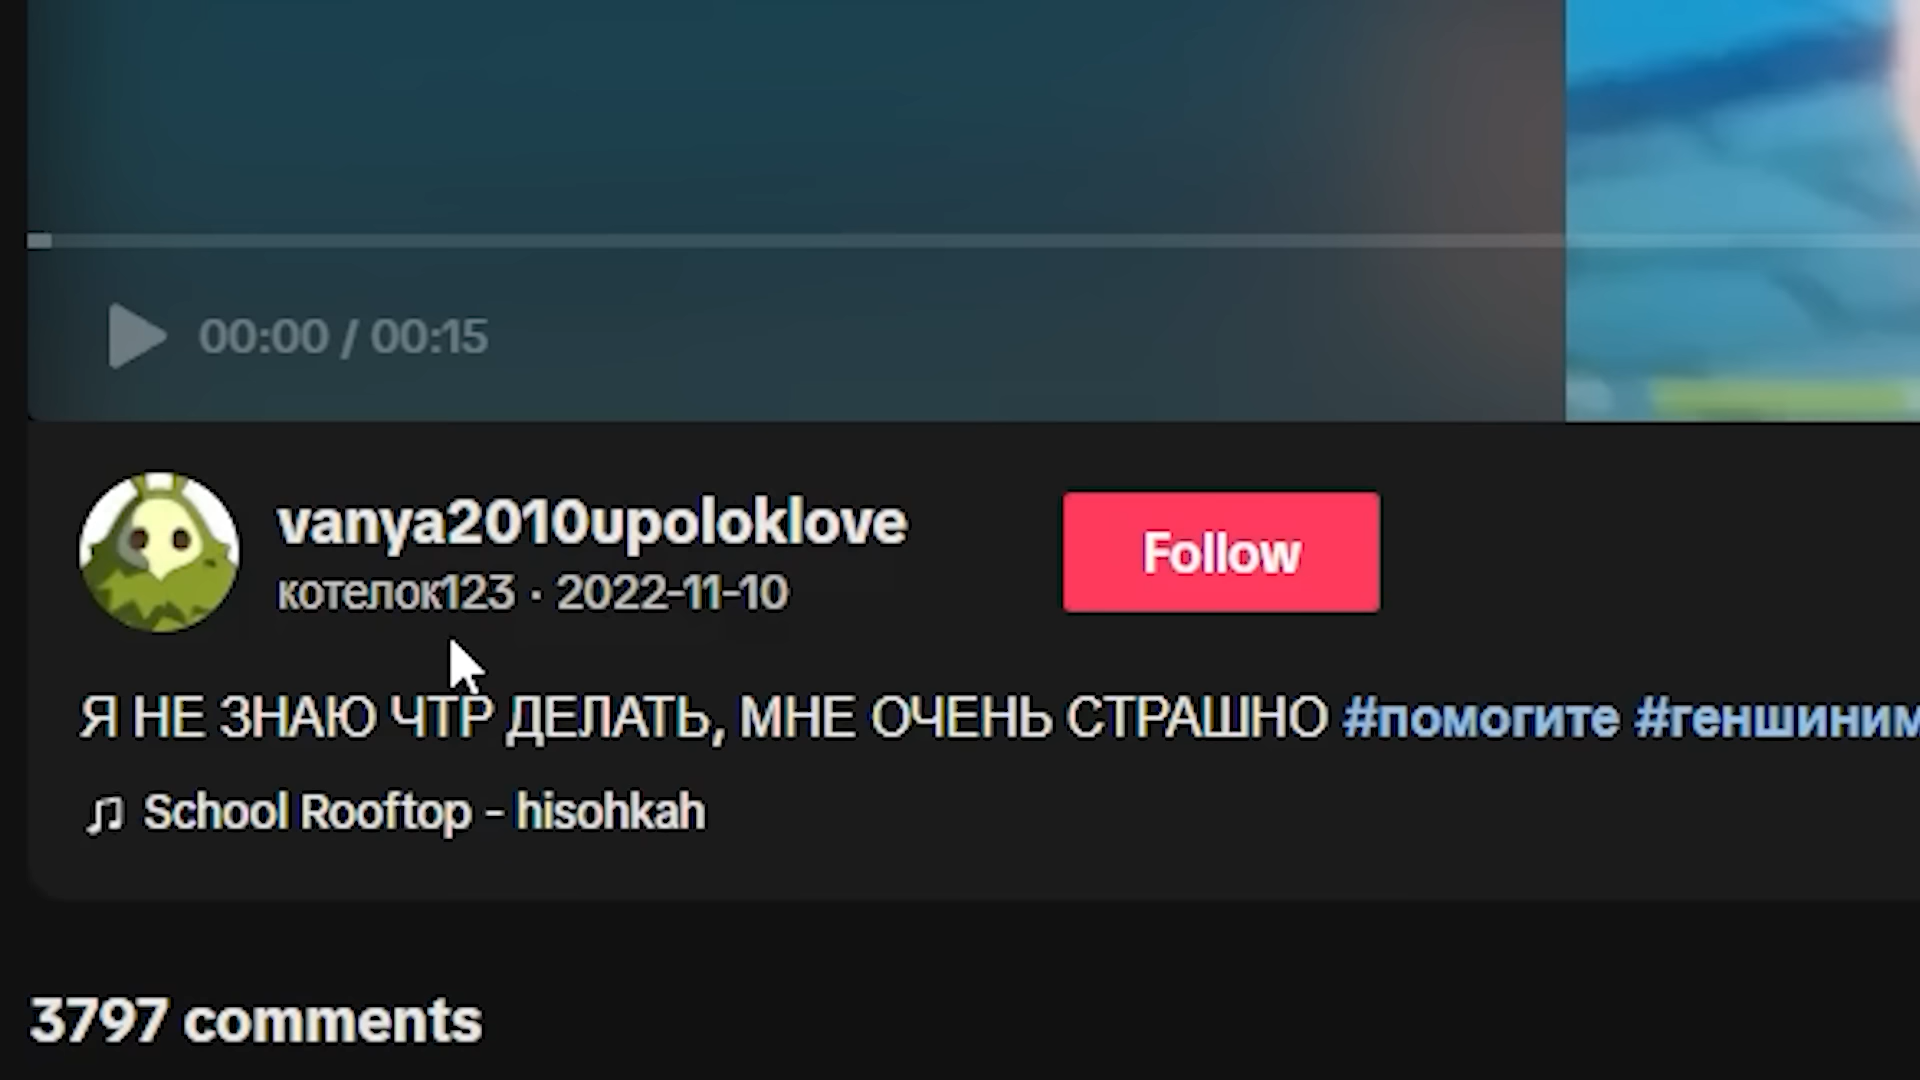 00:00 / 00:15
vanya2010upoloklove
Follow
котелок123 · 2022-11-10
Я НЕ ЗНАЮ ЧТР ДЕЛАТЬ, МНЕ ОЧЕНЬ СТРАШНО #помогите #геншиним
School Rooftop - hisohkah
3797 comments